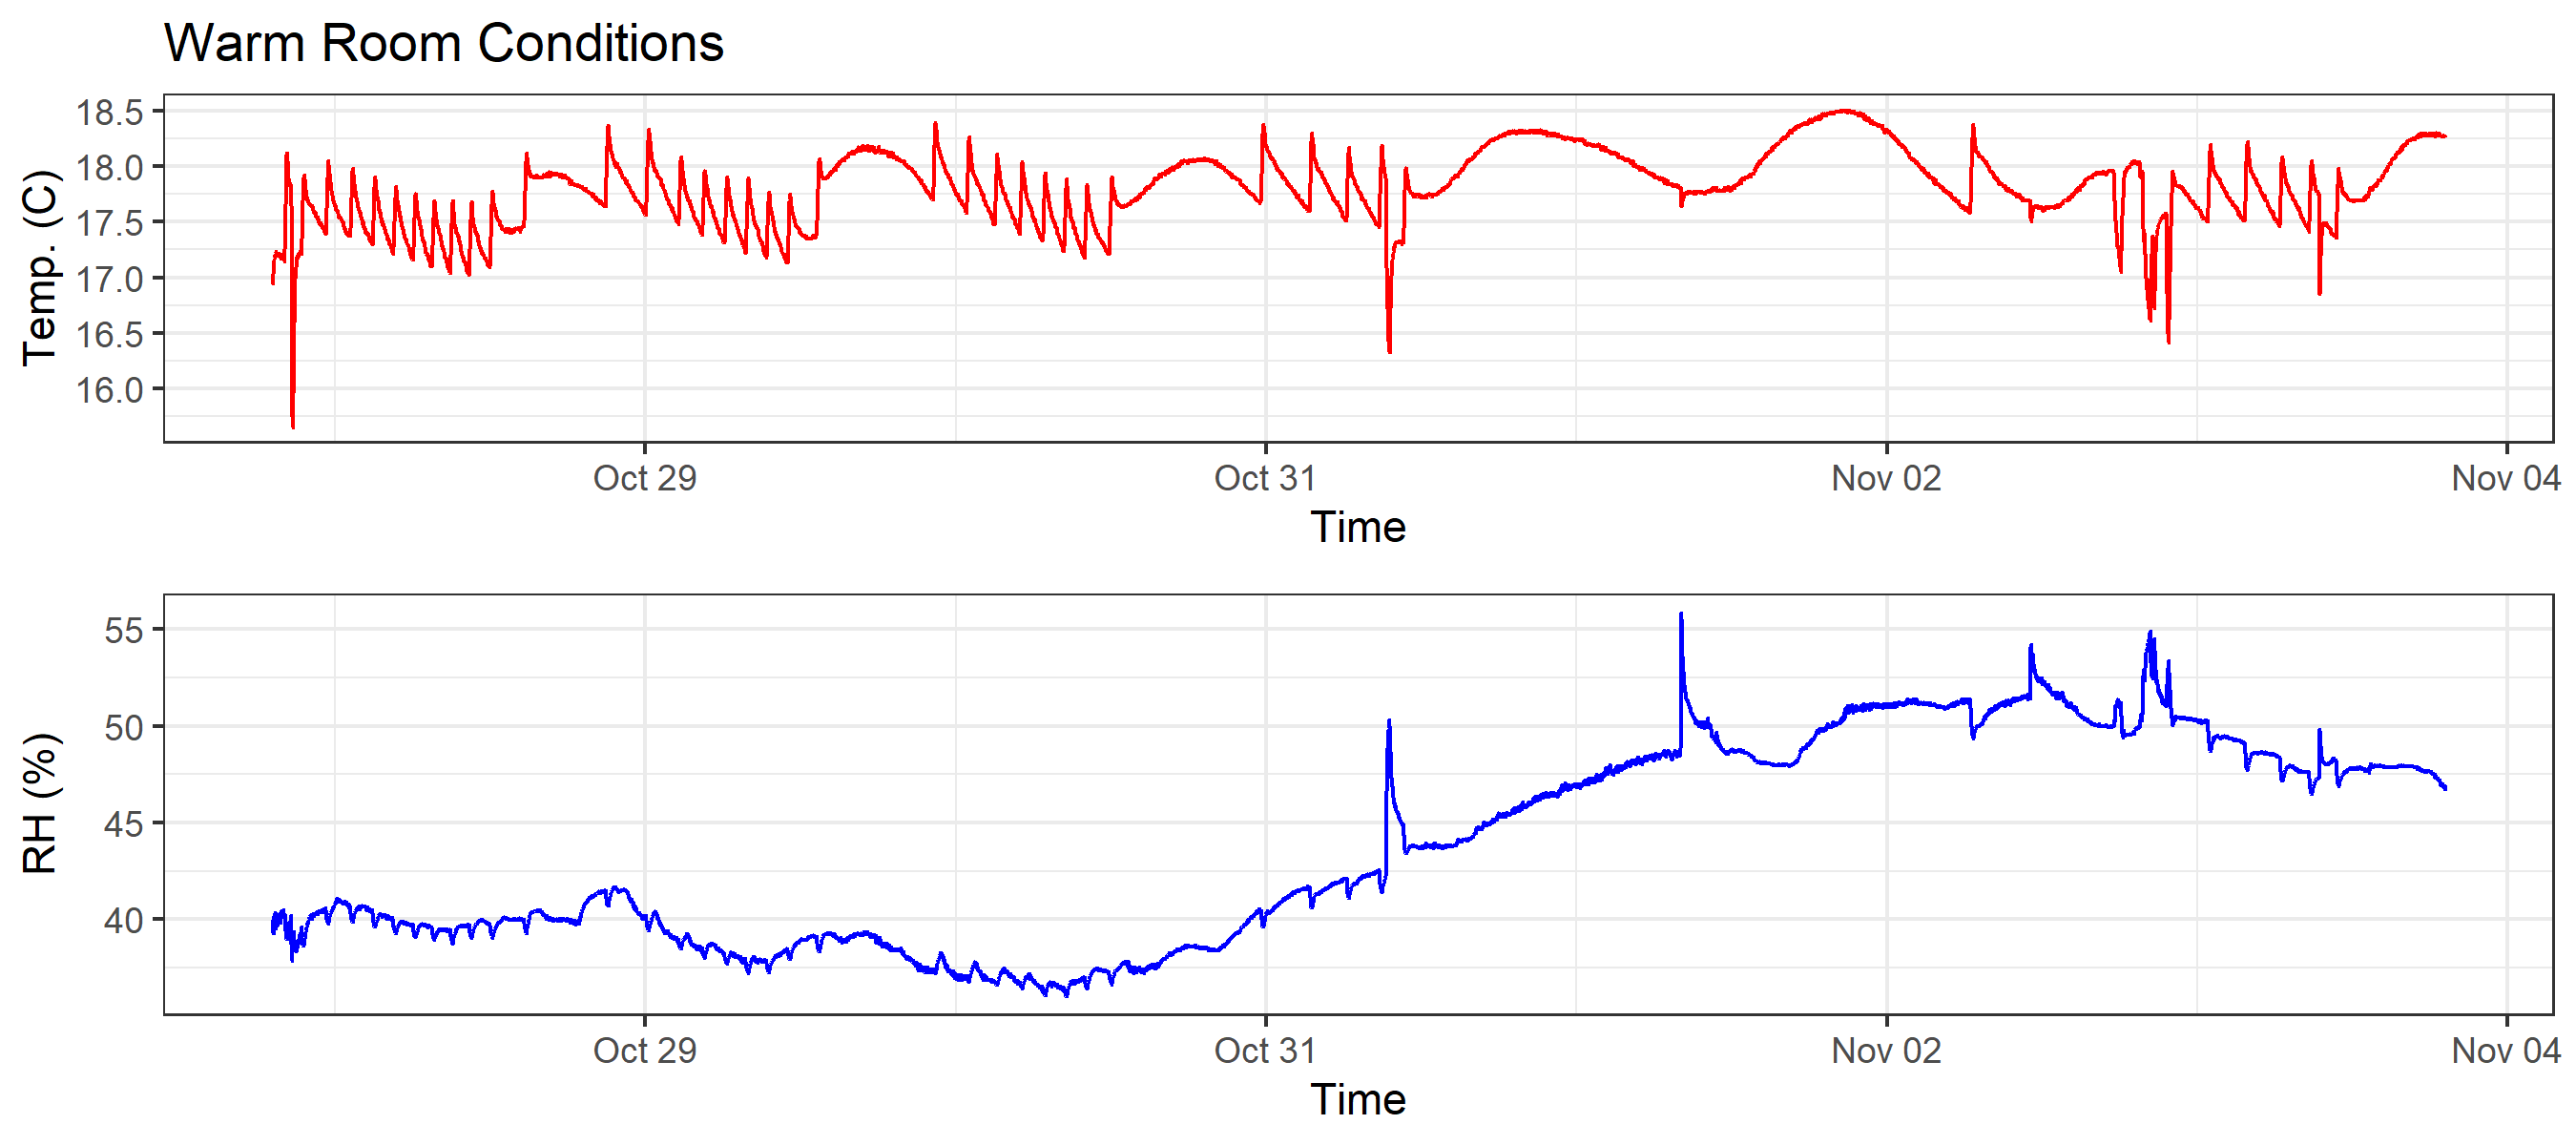 Warm Room Conditions
Temp. (C)
18.5
18.0
17.5
17.0
16.5
16.0
Oct 29 Oct 31 Nov 02 Nov 04
Time
RH (%)
55
50
45
40
Oct 29 Oct 31 Nov 02 Nov 04
Time